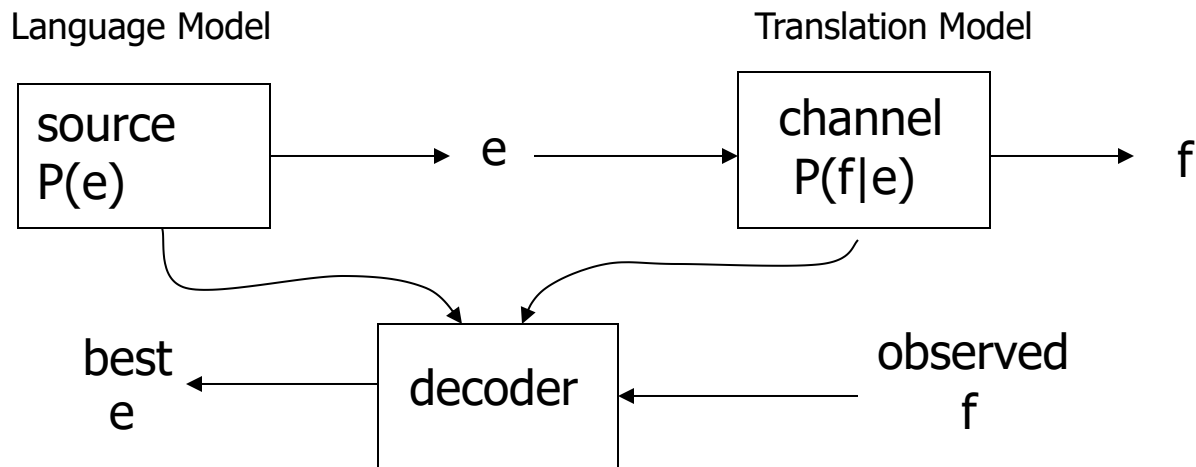 Language Model
Translation Model
source
P(e)
e
channel
P(f|e)
f
best
e
decoder
observed
f